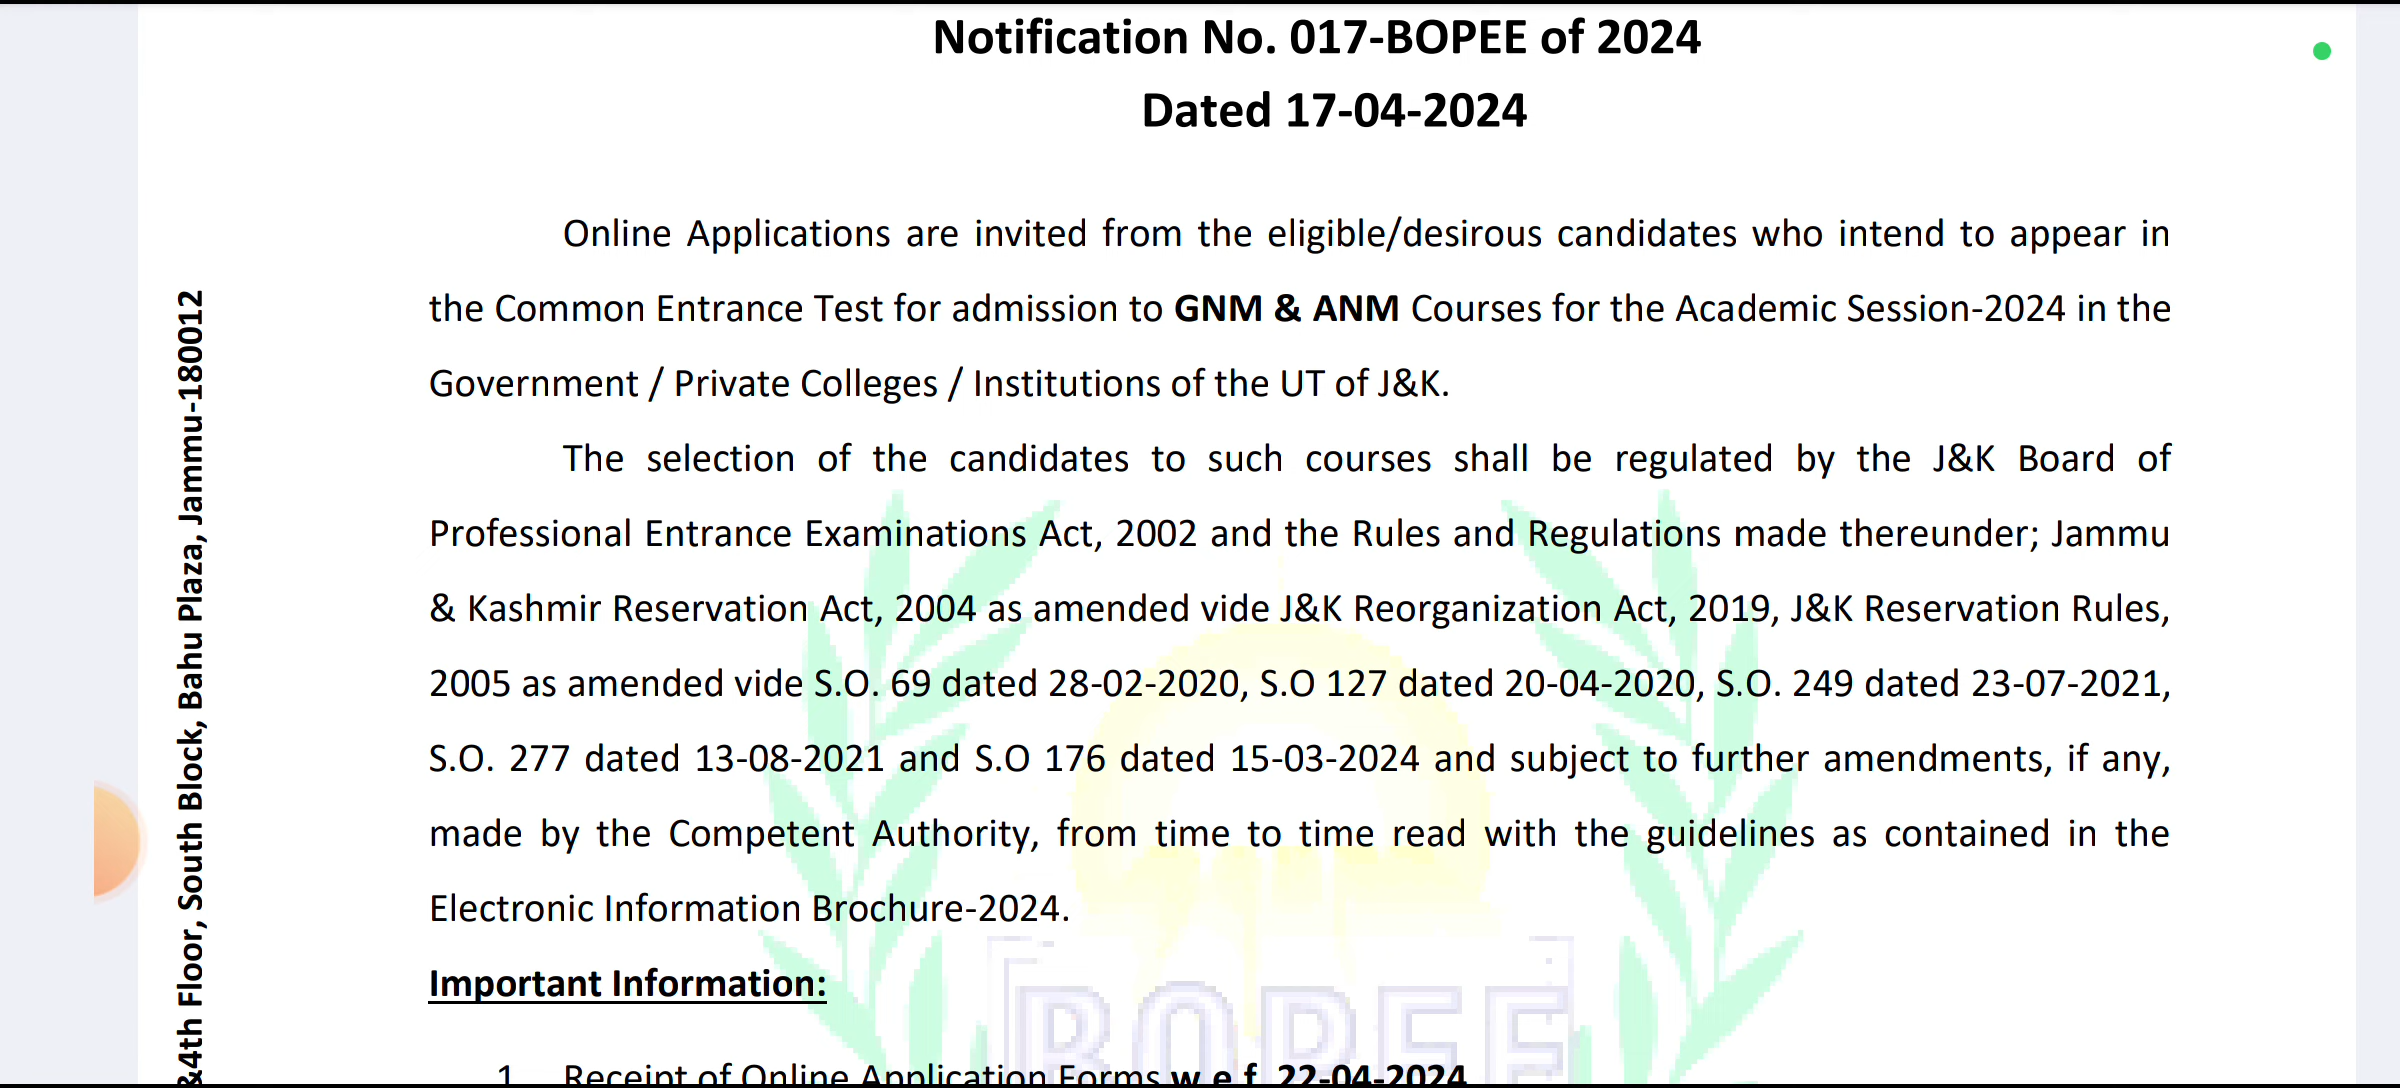 Notification No. 017-BOPEE of 2024
Dated 17-04-2024
Online Applications are invited from the eligible/desirous candidates who intend to appear in
the Common Entrance Test for admission to GNM & ANM Courses for the Academic Session-2024 in the
Government / Private Colleges / Institutions of the UT of J&K.
The selection of the candidates to such courses shall be regulated by the J&K Board of
Professional Entrance Examinations Act, 2002 and the Rules and Regulations made thereunder; Jammu
& Kashmir Reservation Act, 2004 as amended vide J&K Reorganization Act, 2019, J&K Reservation Rules,
2005 as amended vide S.O. 69 dated 28-02-2020, S.O 127 dated 20-04-2020, S.O. 249 dated 23-07-2021,
S.O. 277 dated 13-08-2021 and S.O 176 dated 15-03-2024 and subject to further amendments, if any,
made by the Competent Authority, from time to time read with the guidelines as contained in the
Electronic Information Brochure-2024.
Important Information:
1 Receipt of Online Application Forms w.e.f. 22-04-2024
&4th Floor, South Block, Bahu Plaza, Jammu-180012
BOPEE